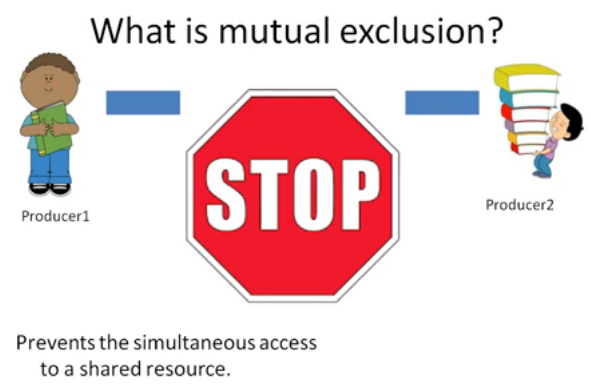 What is mutual exclusion?
STOP
Producer1
Producer2
Prevents the simultaneous access
to a shared resource.